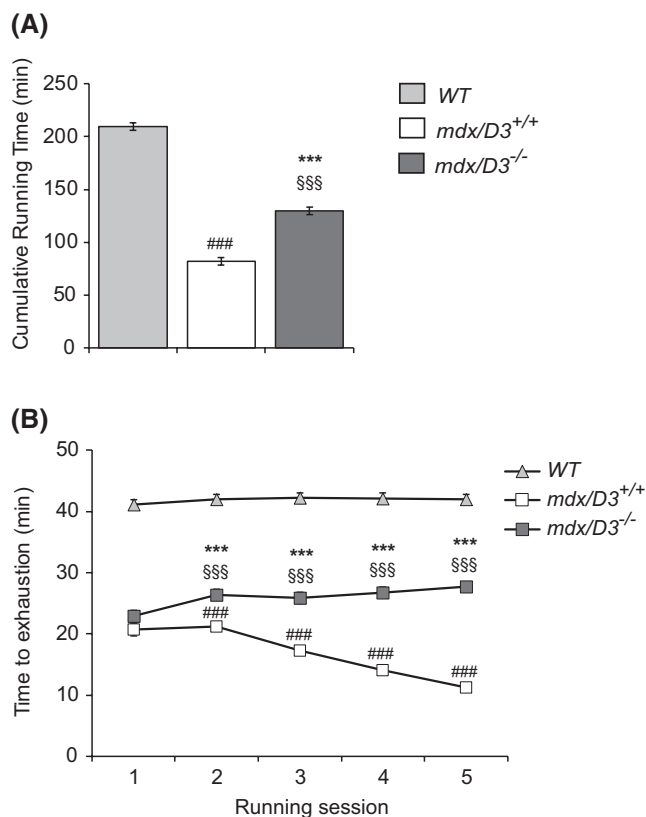 (A)
Cumulative Running Time (min)
250
200
150
100
50
0
###
***
§§§
WT
mdx/D3+/+
mdx/D3-/-
(B)
Time to exhaustion (min)
50
40
30
20
10
0
***
§§§
###
***
§§§
###
***
§§§
###
***
§§§
###
WT
mdx/D3+/+
mdx/D3-/-
1 2 3 4 5
Running session